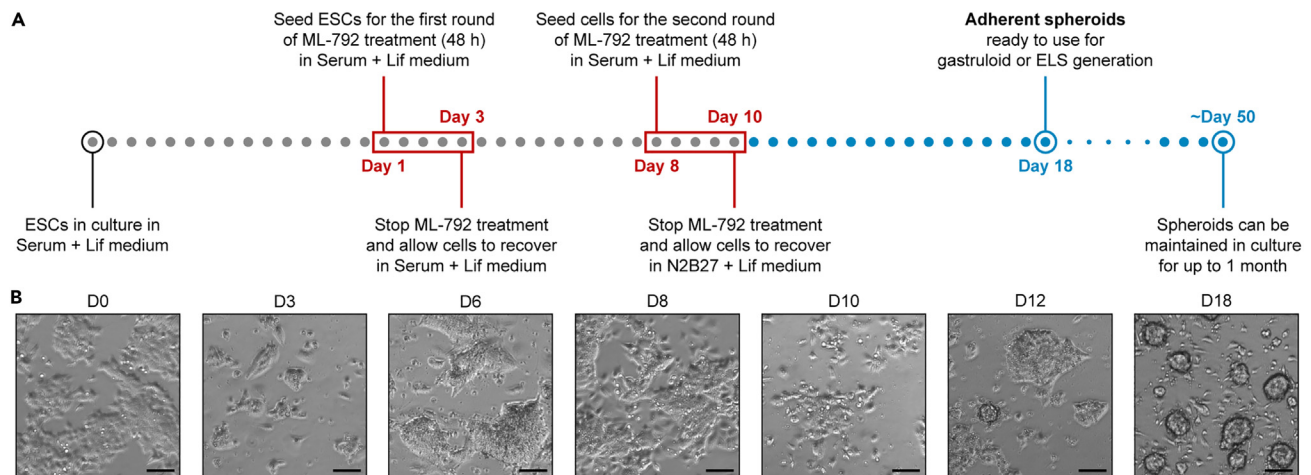 A
Seed ESCs for the first round
of ML-792 treatment (48 h)
in Serum + Lif medium
Seed cells for the second round
of ML-792 treatment (48 h)
in Serum + Lif medium
Adherent spheroids
ready to use for
gastruloid or ELS generation
Day 3
Day 10
~Day 50
Day 1
Day 8
Day 18
ESCs in culture in
Serum + Lif medium
Stop ML-792 treatment
and allow cells to recover
in Serum + Lif medium
Stop ML-792 treatment
and allow cells to recover
in N2B27 + Lif medium
Spheroids can be
maintained in culture
for up to 1 month
B
D0
D3
D6
D8
D10
D12
D18